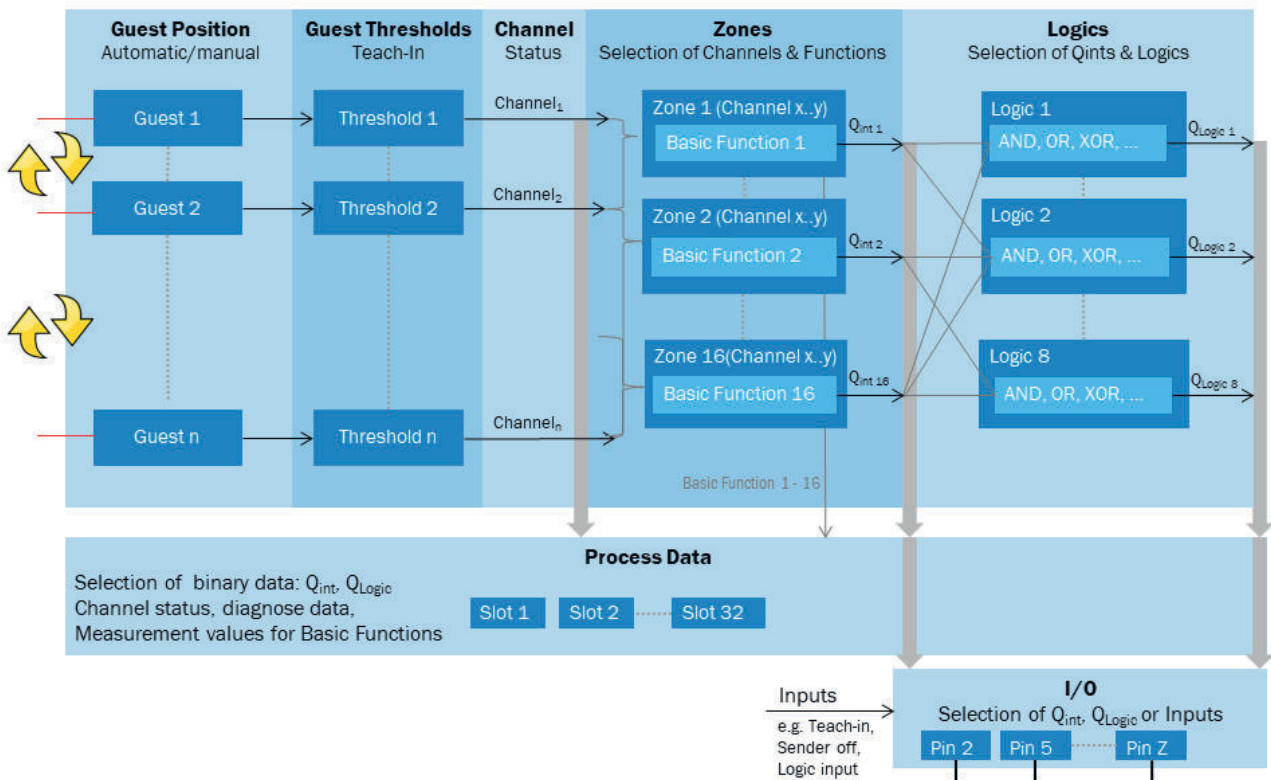 Guest Position
Automatic/manual
Guest Thresholds
Teach-In
Channel
Status
Zones
Selection of Channels & Functions
Logics
Selection of Qints & Logics
Guest 1
Threshold 1
Channel₁
Zone 1 (Channel x..y)
Basic Function 1
Qint 1
Logic 1
AND, OR, XOR, ...
QLogic 1
Guest 2
Threshold 2
Channel₂
Zone 2 (Channel x..y)
Basic Function 2
Qint 2
Logic 2
AND, OR, XOR, ...
QLogic 2
Zone 16(Channel x..y)
Basic Function 16
Qint 16
Logic 8
AND, OR, XOR, ...
QLogic 8
Guest n
Threshold n
Channelₙ
Basic Function 1 - 16
Process Data
Selection of binary data: Qint, QLogic
Channel status, diagnose data,
Measurement values for Basic Functions
Slot 1
Slot 2
Slot 32
Inputs
e.g. Teach-in,
Sender off,
Logic input
I/O
Selection of Qint, QLogic or Inputs
Pin 2
Pin 5
Pin Z